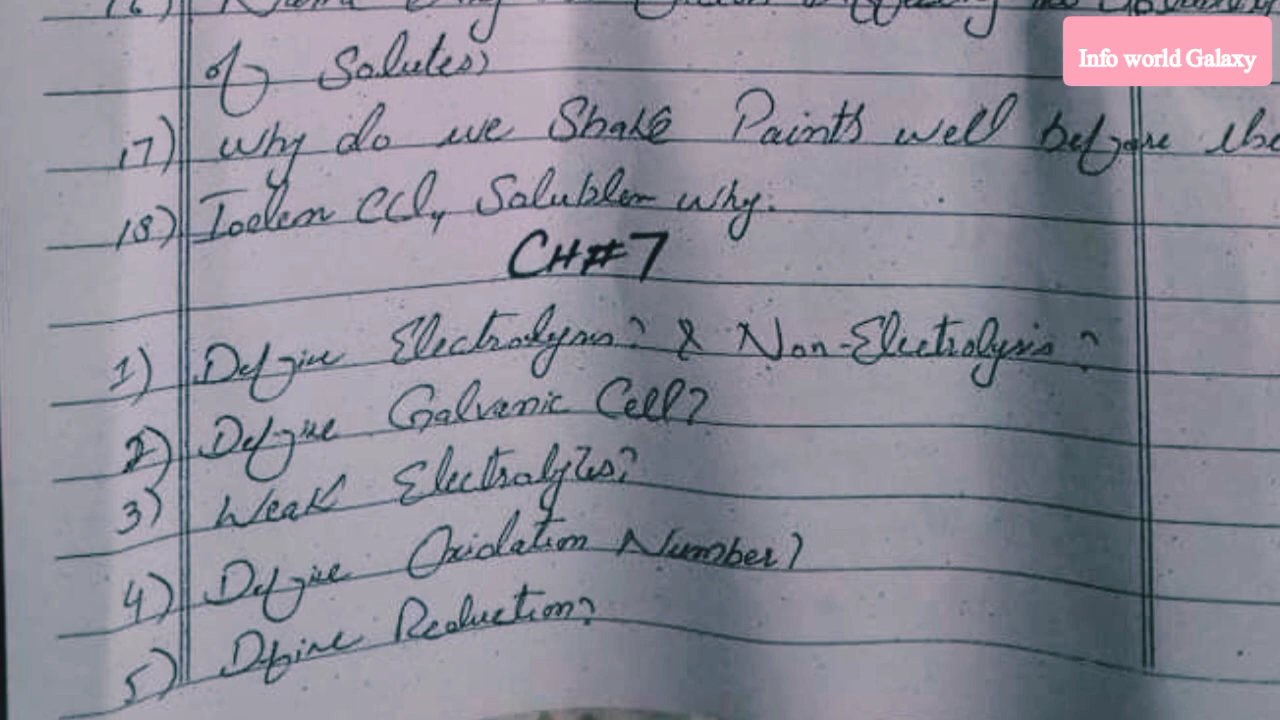 16)
Info world Galaxy
of Solutes?
17) Why do we Shake Paints well before
18) CCl4 Soluble why.
CH#7
1) Define Electrolysis? & Non-Electrolysis?
2) Define Galvanic Cell?
3) Weak Electrolytes?
4) Define Oxidation Number?
5) Define Reduction?